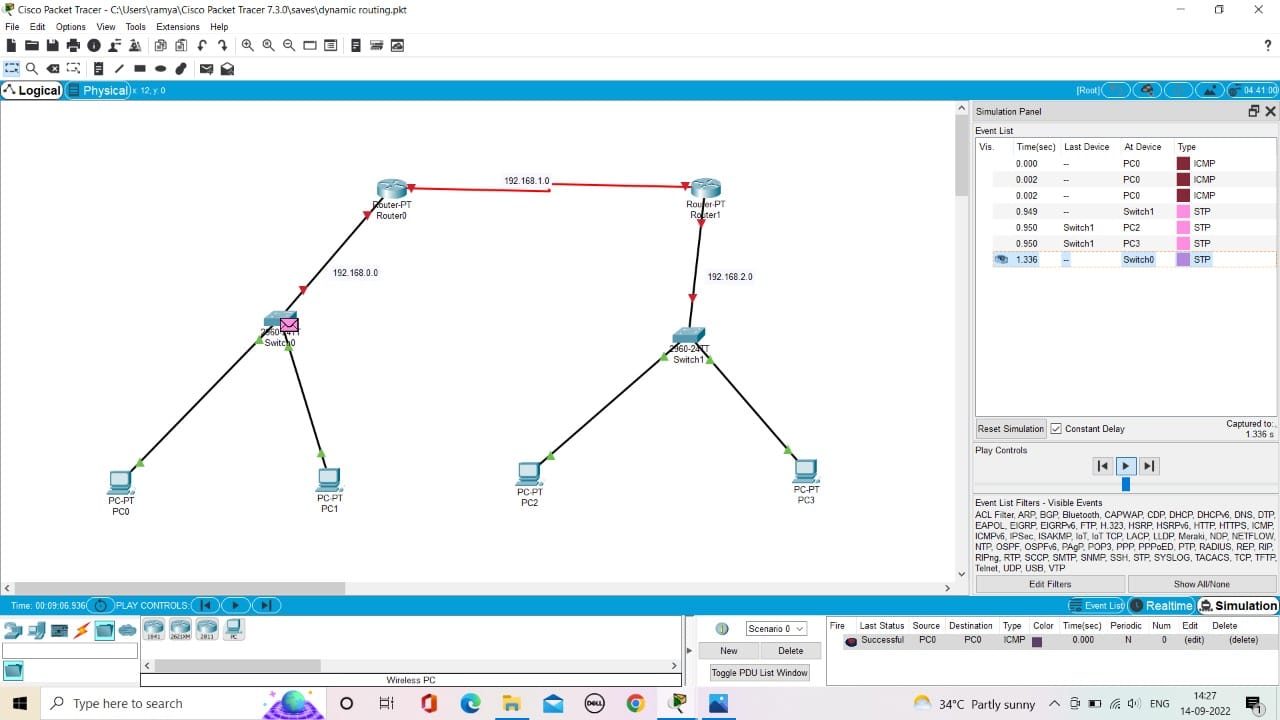 Cisco Packet Tracer - C:\Users\ramya\Cisco Packet Tracer 7.3.0\saves\dynamic routing.pkt
File Edit Options View Tools Extensions Help
?
Logical Physical x: 12, y: 0 [Root] 04:41:00
Simulation Panel
Event List
Vis. Time(sec) Last Device At Device Type
0.000 -- PC0 ICMP
0.002 -- PC0 ICMP
0.002 -- PC0 ICMP
0.949 -- Switch1 STP
0.950 Switch1 PC2 STP
0.950 Switch1 PC3 STP
1.336 -- Switch0 STP
192.168.1.0
Router-PT
Router0
Router-PT
Router1
192.168.0.0
192.168.2.0
2960-24TT
Switch0
2960-24TT
Switch1
PC-PT
PC0
PC-PT
PC1
PC-PT
PC2
PC-PT
PC3
Reset Simulation Constant Delay Captured to:
1.336 s
Play Controls
Event List Filters - Visible Events
ACL Filter, ARP, BGP, Bluetooth, CAPWAP, CDP, DHCP, DHCPv6, DNS, DTP,
EAPOL, EIGRP, EIGRPv6, FTP, H.323, HSRP, HSRPv6, HTTP, HTTPS, ICMP,
ICMPv6, IPSec, ISAKMP, IoT, IoT TCP, LACP, LLDP, Meraki, NDP, NETFLOW,
NTP, OSPF, OSPFv6, PAgP, POP3, PPP, PPPoED, PTP, RADIUS, REP, RIP,
RIPng, RTP, SCCP, SMTP, SNMP, SSH, STP, SYSLOG, TACACS, TCP, TFTP,
Telnet, UDP, USB, VTP
Edit Filters Show All/None
Time: 00:09:06.936 PLAY CONTROLS: Event List Realtime Simulation
1941 2621XM 2811 PC
Wireless PC
Scenario 0
New Delete
Toggle PDU List Window
Fire Last Status Source Destination Type Color Time(sec) Periodic Num Edit Delete
Successful PC0 PC0 ICMP 0.000 N 0 (edit) (delete)
Type here to search
DELL
34°C Partly sunny
ENG
14:27
14-09-2022
1